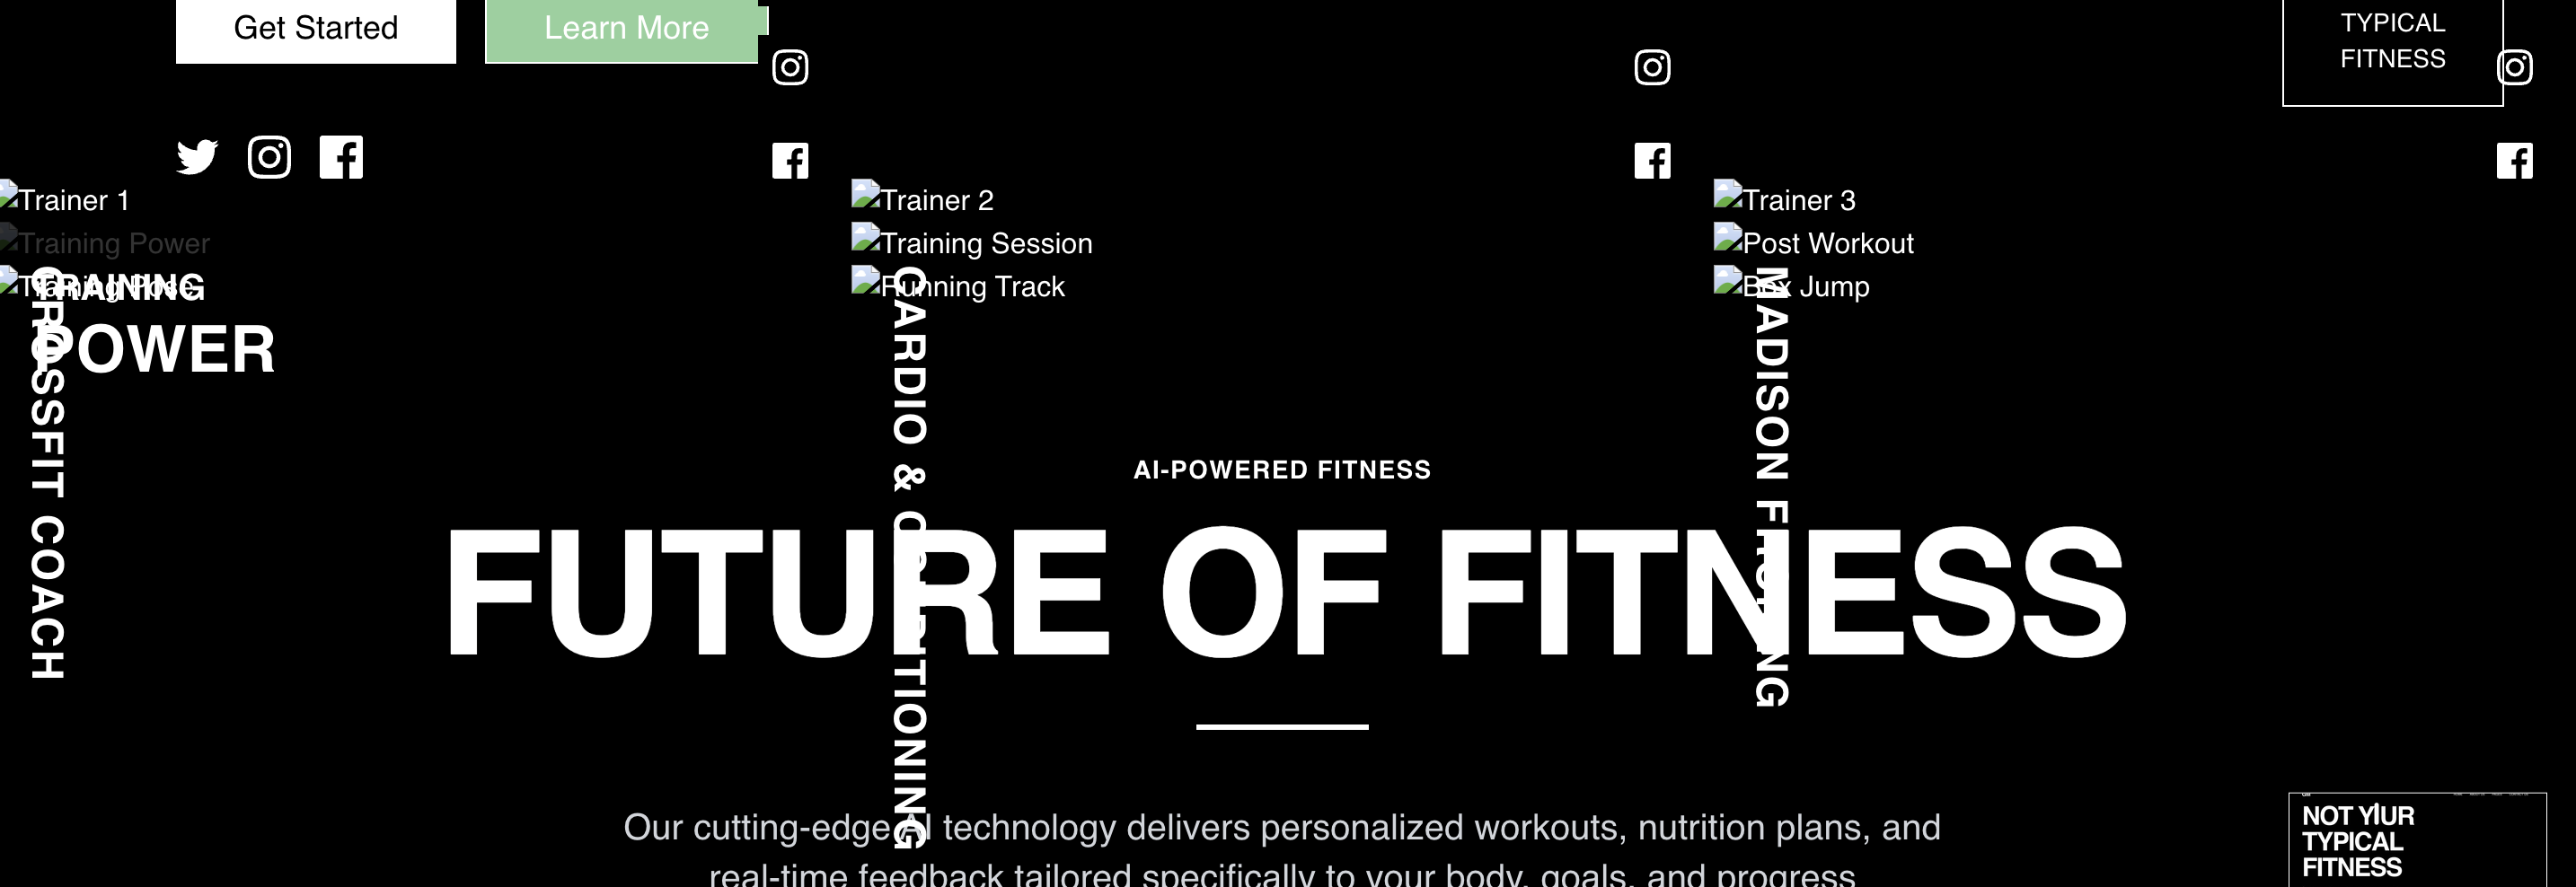 Get Started
Learn More
TYPICAL
FITNESS
Trainer 1
Trainer 2
Trainer 3
Training Power
Training Session
Post Workout
Training Pose
Running Track
Box Jump
TRAINING
POWER
CROSSFIT COACH
CARDIO & CONDITIONING
MADISON FRONING
AI-POWERED FITNESS
FUTURE OF FITNESS
Our cutting-edge AI technology delivers personalized workouts, nutrition plans, and
real-time feedback tailored specifically to your body, goals, and progress
NOT YIUR
TYPICAL
FITNESS